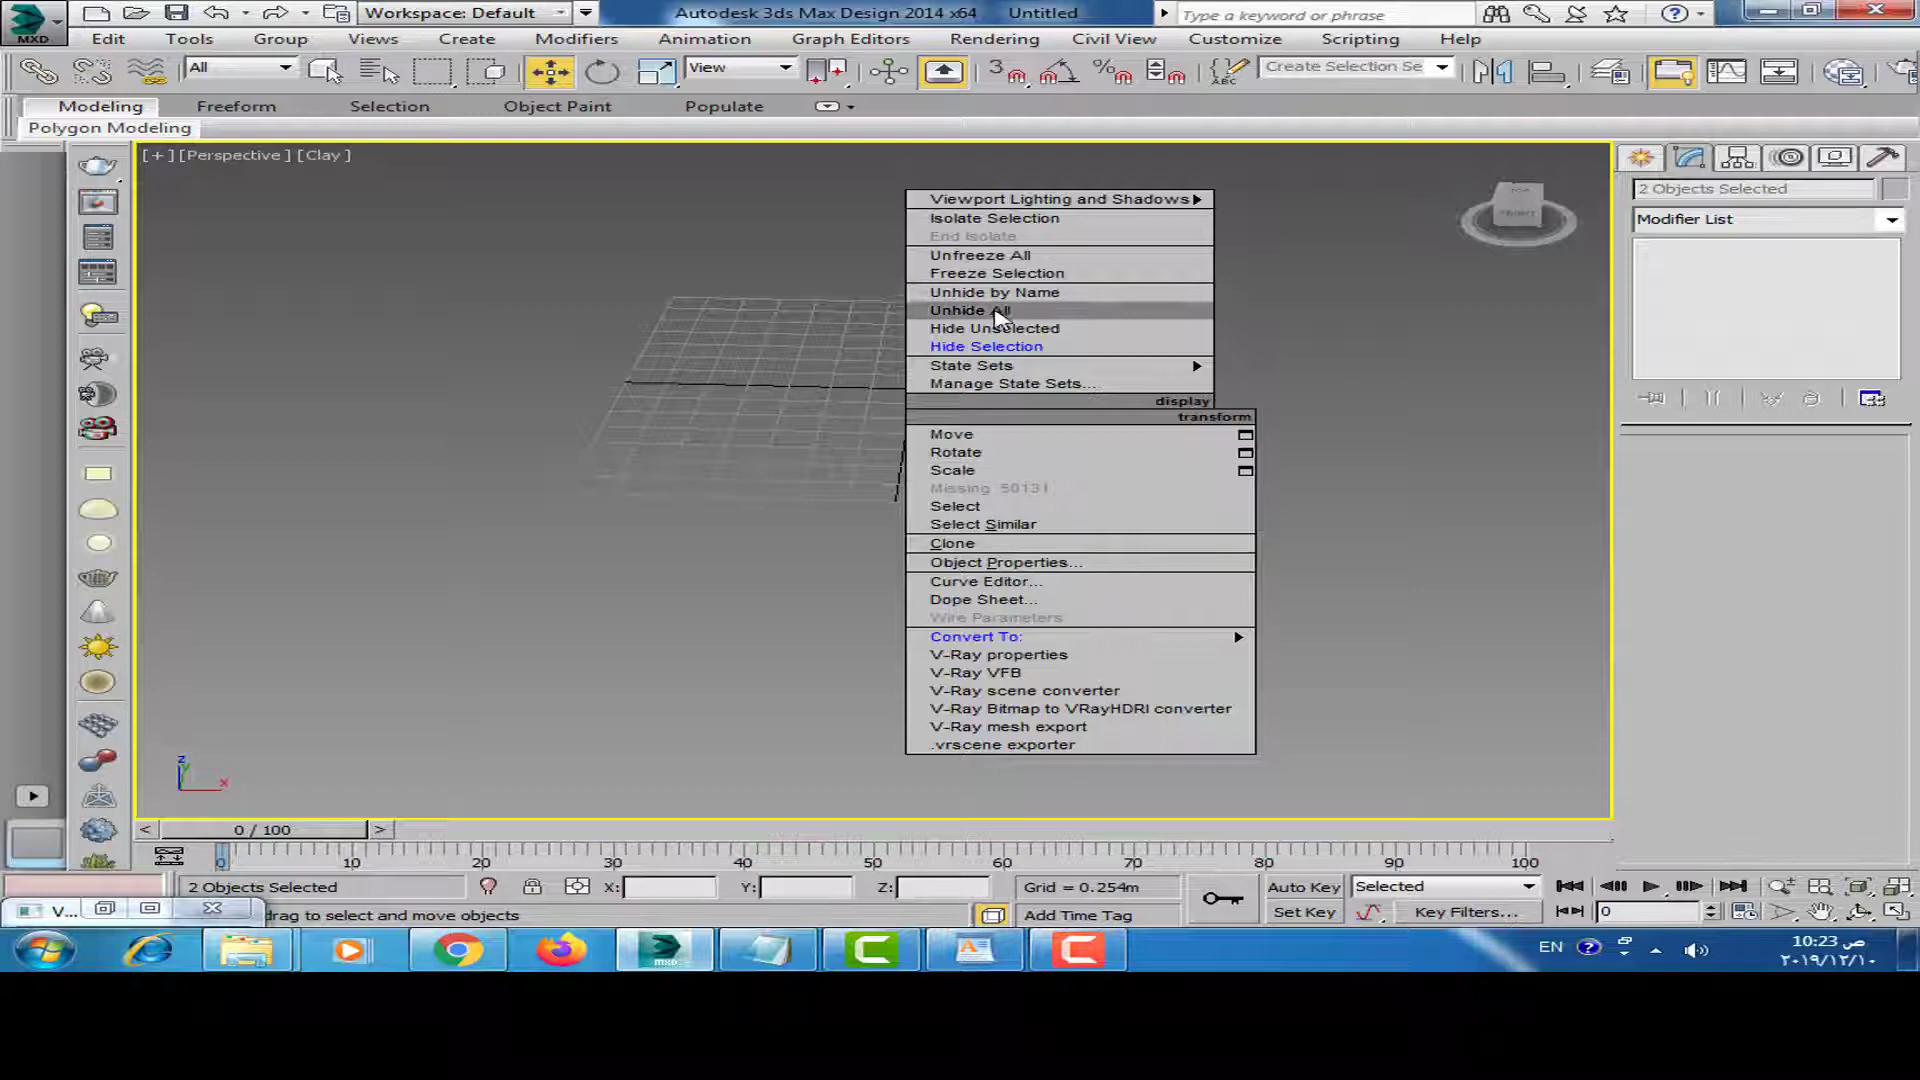 Workspace: Default
Autodesk 3ds Max Design 2014 x64 Untitled
Type a keyword or phrase
MXD
Edit Tools Group Views Create Modifiers Animation Graph Editors Rendering Civil View Customize Scripting Help
All
View
3
ABC
Create Selection Se
Modeling Freeform Selection Object Paint Populate
Polygon Modeling
[+] [Perspective] [Clay]
TOP
FRONT
2 Objects Selected
Modifier List
Viewport Lighting and Shadows
Isolate Selection
End Isolate
Unfreeze All
Freeze Selection
Unhide by Name
Unhide All
Hide Unselected
Hide Selection
State Sets
Manage State Sets...
display
transform
Move
Rotate
Scale
Missing 50131
Select
Select Similar
Clone
Object Properties...
Curve Editor...
Dope Sheet...
Wire Parameters
Convert To:
V-Ray properties
V-Ray VFB
V-Ray scene converter
V-Ray Bitmap to VRayHDRI converter
V-Ray mesh export
.vrscene exporter
z
y
x
< 0 / 100 >
0 10 20 30 40 50 60 70 80 90 100
2 Objects Selected
X: Y: Z:
Grid = 0.254m
Auto Key
Selected
V...
drag to select and move objects
Add Time Tag
Set Key
Key Filters...
0
MXD
EN
10:23 ص
٢٠١٩/١٢/١٠